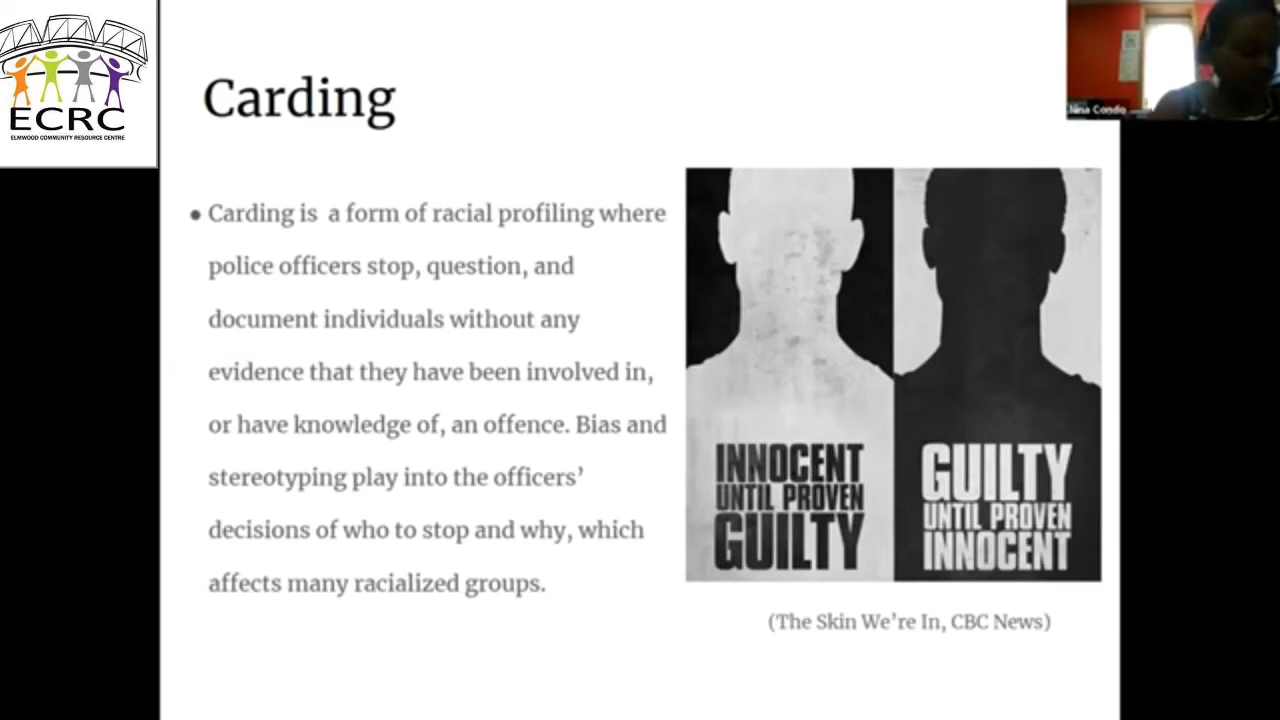 ECRC
ELMWOOD COMMUNITY RESOURCE CENTRE
Carding
Nina Condo
• Carding is a form of racial profiling where
police officers stop, question, and
document individuals without any
evidence that they have been involved in,
or have knowledge of, an offence. Bias and
stereotyping play into the officers’
decisions of who to stop and why, which
affects many racialized groups.
INNOCENT
UNTIL PROVEN
GUILTY
GUILTY
UNTIL PROVEN
INNOCENT
(The Skin We’re In, CBC News)